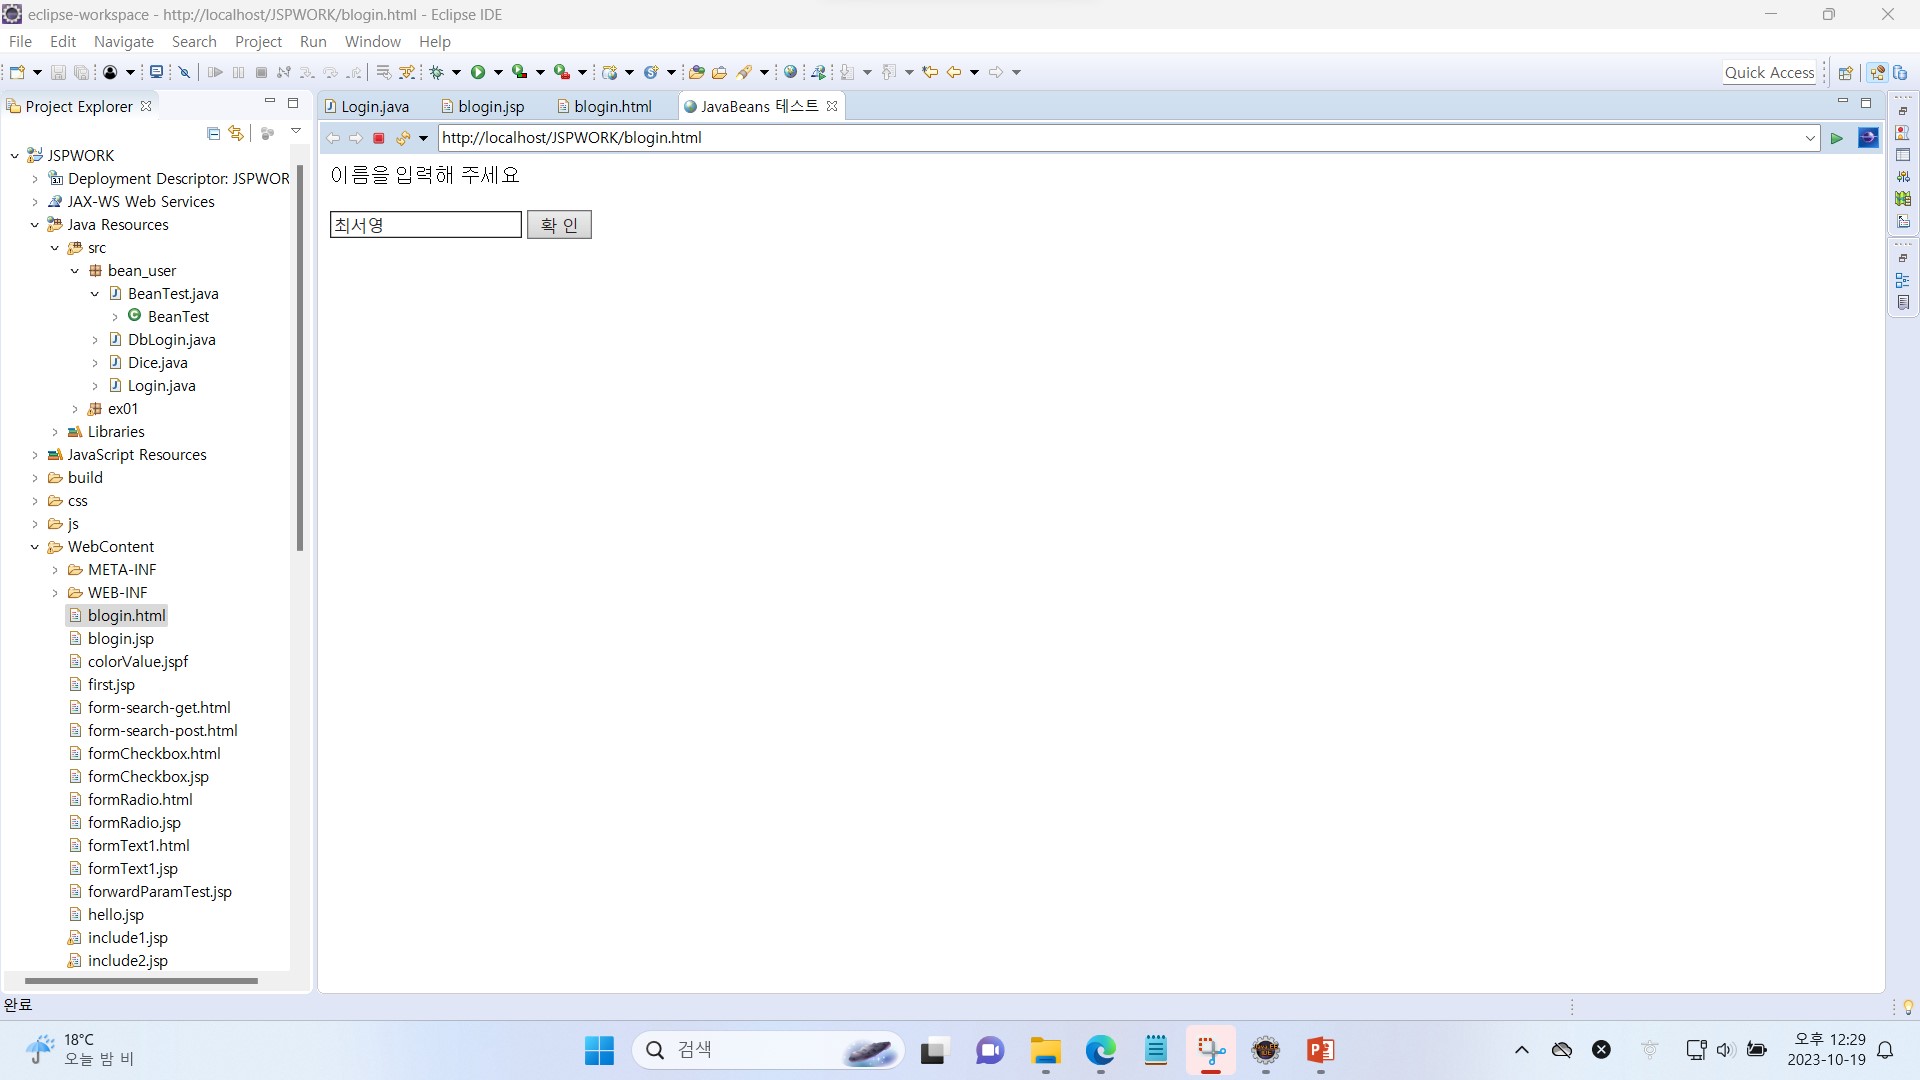 eclipse-workspace - http://localhost/JSPWORK/blogin.html - Eclipse IDE
File Edit Navigate Search Project Run Window Help
Quick Access
Project Explorer
Login.java blogin.jsp blogin.html JavaBeans 테스트
http://localhost/JSPWORK/blogin.html
이름을 입력해 주세요
최서영 확 인
JSPWORK
Deployment Descriptor: JSPWOR
JAX-WS Web Services
Java Resources
src
bean_user
BeanTest.java
BeanTest
DbLogin.java
Dice.java
Login.java
ex01
Libraries
JavaScript Resources
build
css
js
WebContent
META-INF
WEB-INF
blogin.html
blogin.jsp
colorValue.jspf
first.jsp
form-search-get.html
form-search-post.html
formCheckbox.html
formCheckbox.jsp
formRadio.html
formRadio.jsp
formText1.html
formText1.jsp
forwardParamTest.jsp
hello.jsp
include1.jsp
include2.jsp
완료
18°C
오늘 밤 비
검색
오후 12:29
2023-10-19